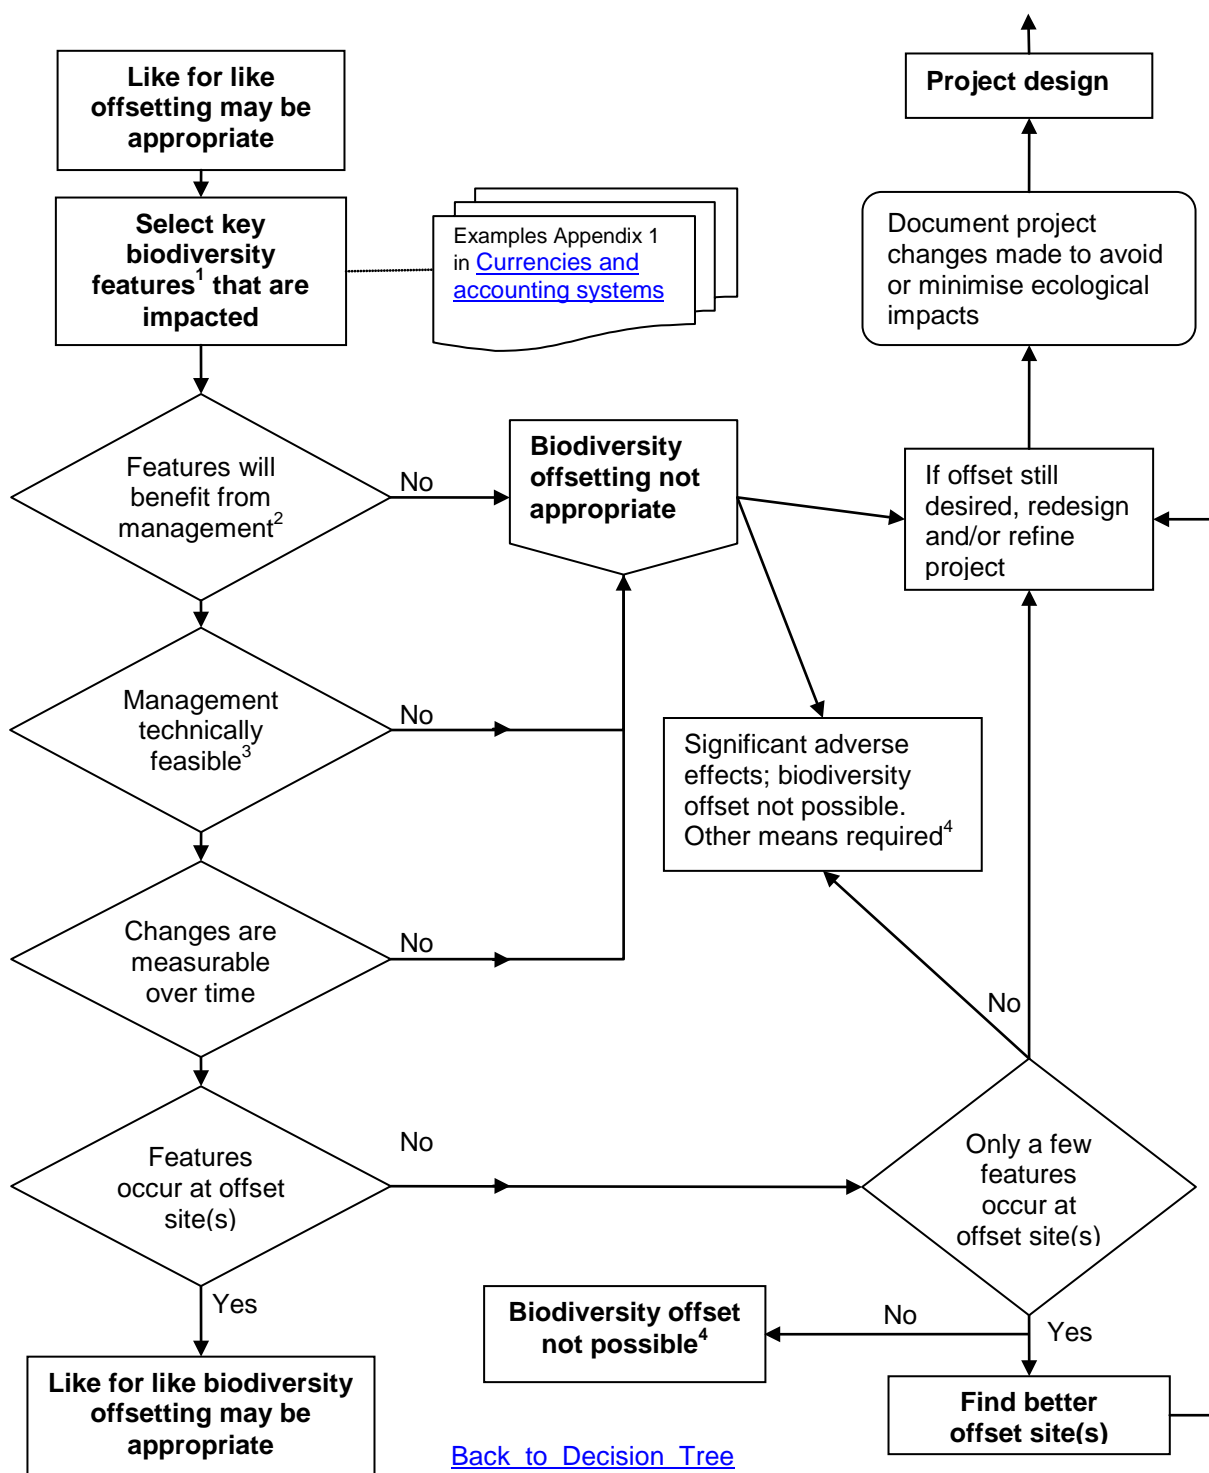 Like for like
offsetting may be
appropriate
Project design
Select key
biodiversity
features¹ that are
impacted
Examples Appendix 1
in Currencies and
accounting systems
Document project
changes made to avoid
or minimise ecological
impacts
Features will
benefit from
management²
No
Biodiversity
offsetting not
appropriate
If offset still
desired, redesign
and/or refine
project
Management
technically
feasible³
No
Significant adverse
effects; biodiversity
offset not possible.
Other means required⁴
Changes are
measurable
over time
No
No
Features
occur at offset
site(s)
No
Only a few
features
occur at
offset site(s)
Yes
Biodiversity offset
not possible⁴
No
Yes
Like for like biodiversity
offsetting may be
appropriate
Find better
offset site(s)
Back to Decision Tree